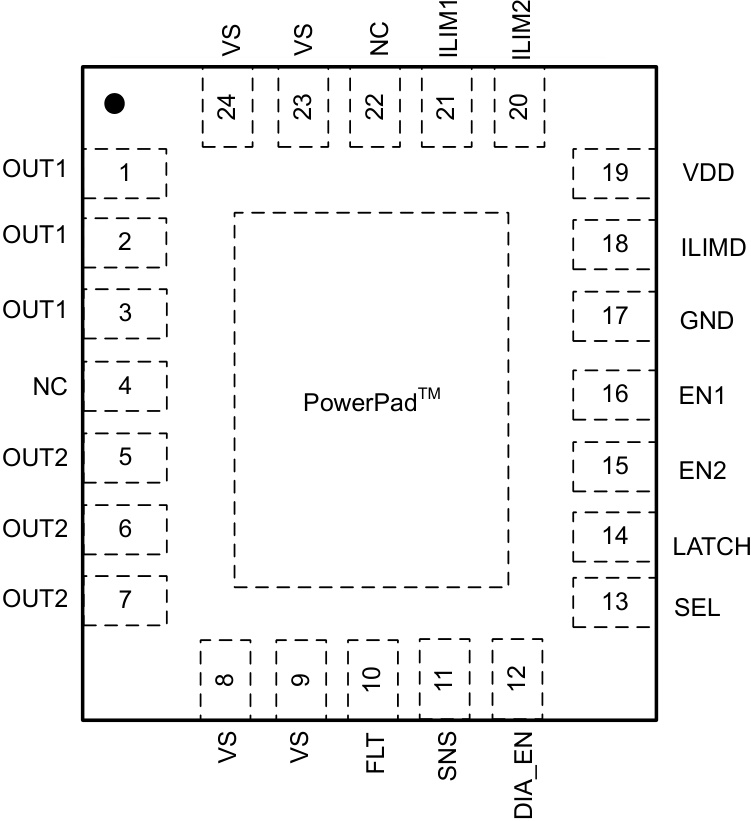 VS
VS
NC
ILIM1
ILIM2
24
23
22
21
20
OUT1
1
19
VDD
OUT1
2
18
ILIMD
OUT1
3
17
GND
NC
4
16
EN1
PowerPad™
OUT2
5
15
EN2
OUT2
6
14
LATCH
OUT2
7
13
SEL
8
9
10
11
12
VS
VS
FLT
SNS
DIA_EN